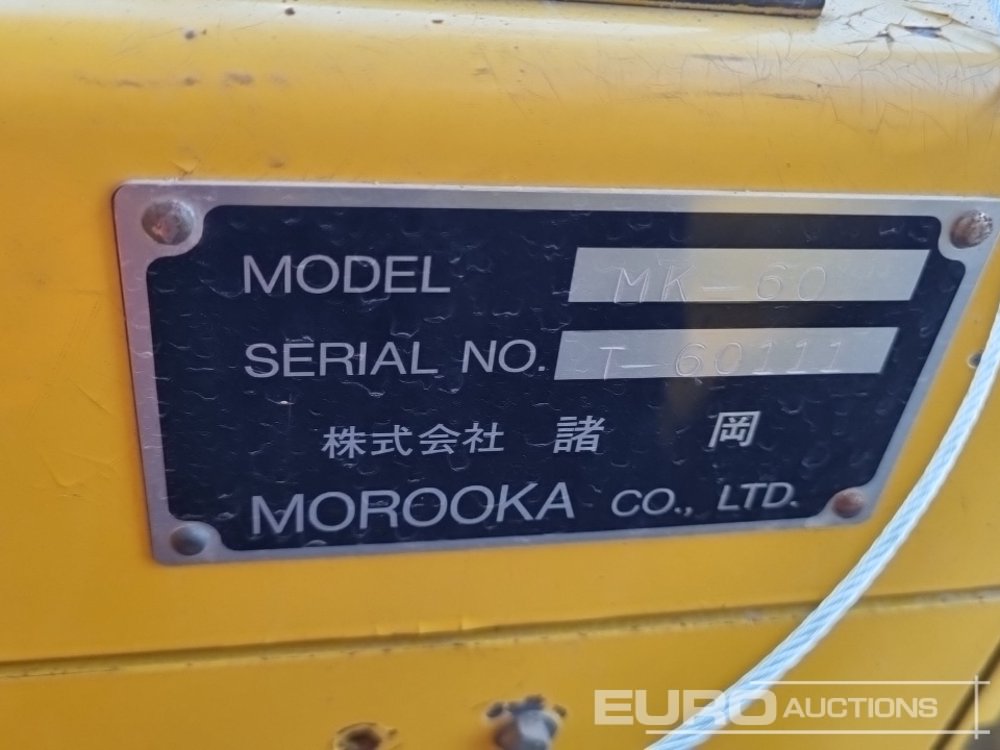 MODEL MK-60
SERIAL NO. T-60111
株式会社 諸 岡
MOROOKA CO., LTD.
EURO AUCTIONS